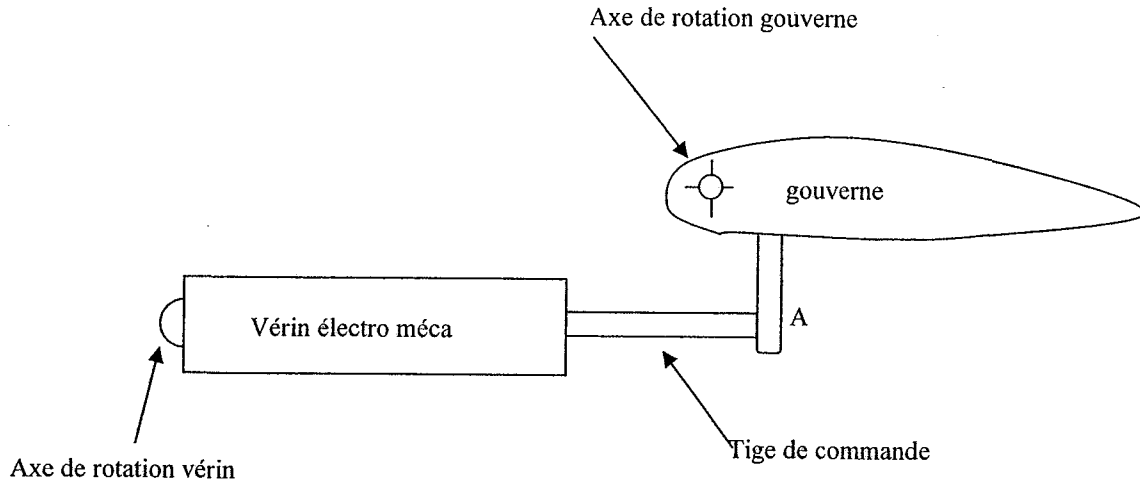 Axe de rotation gouverne
gouverne
Vérin électro méca
A
Tige de commande
Axe de rotation vérin